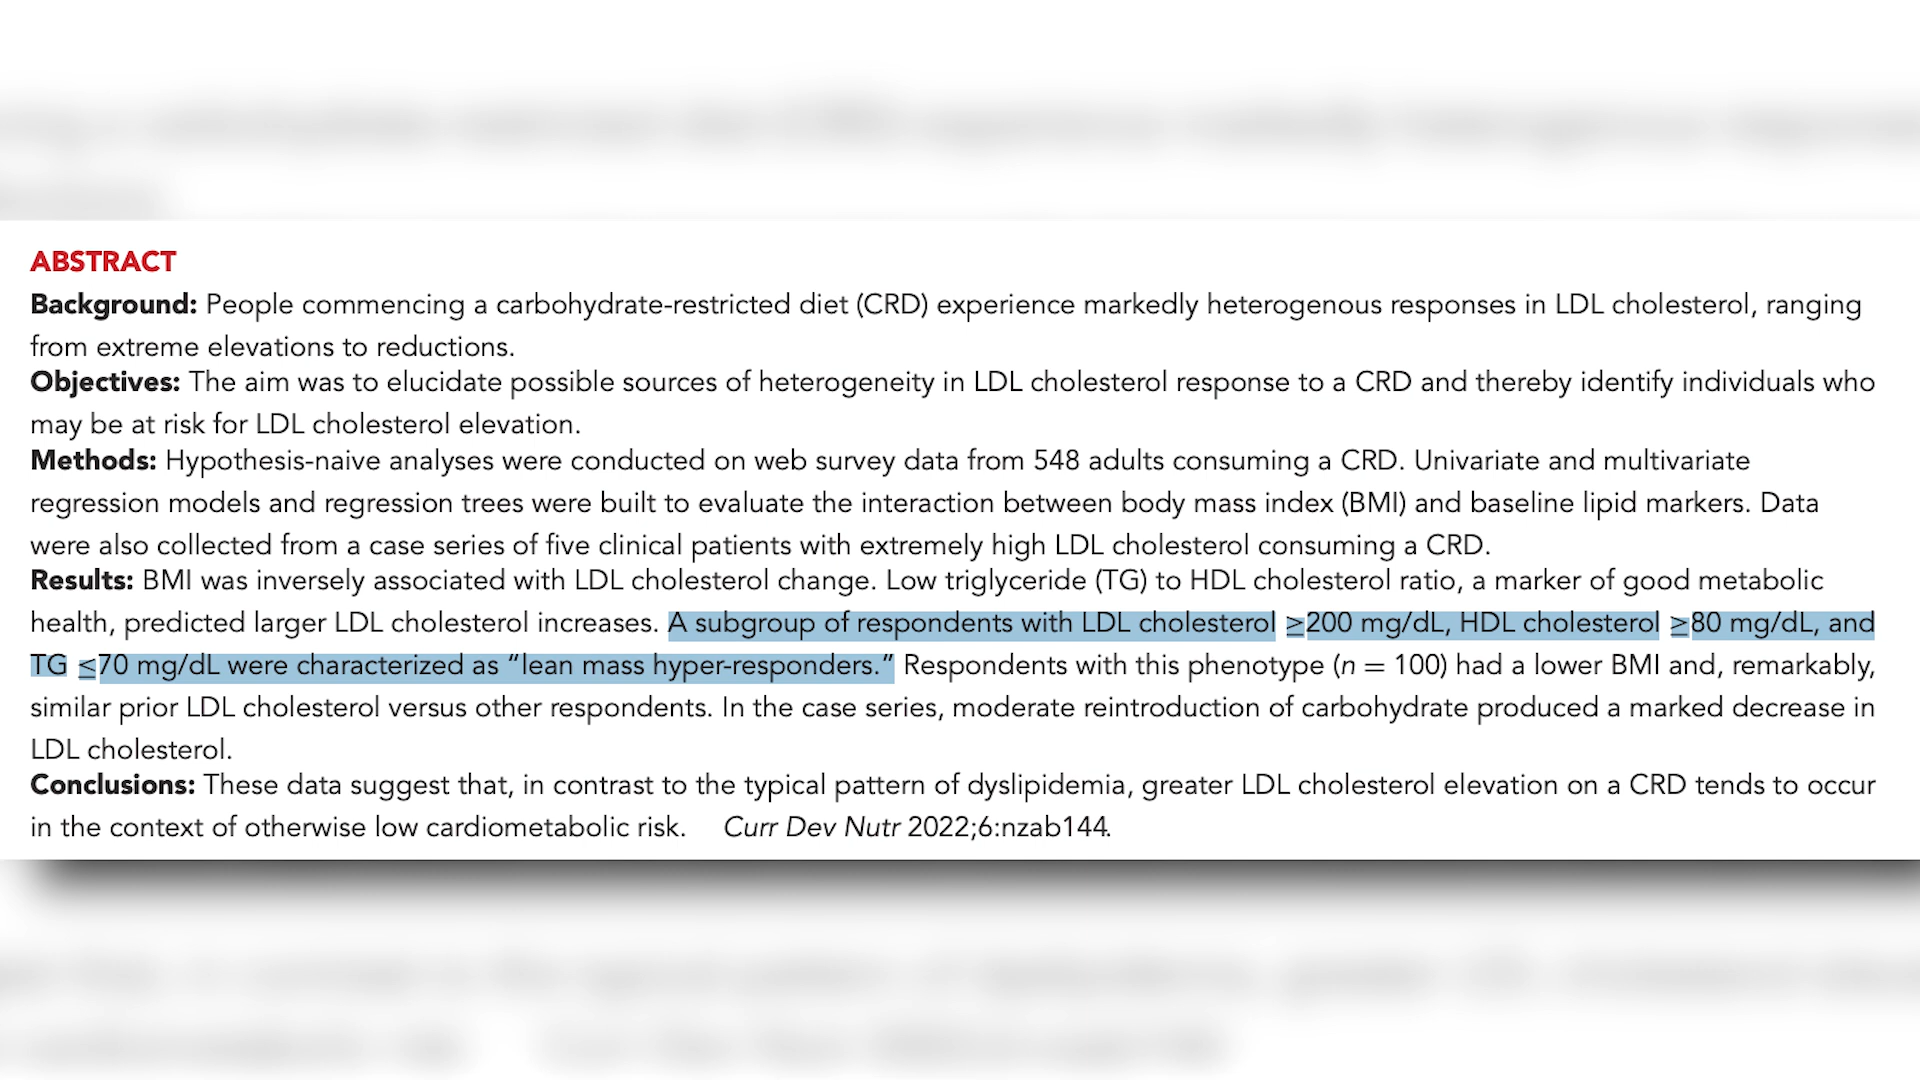 ABSTRACT
Background: People commencing a carbohydrate-restricted diet (CRD) experience markedly heterogenous responses in LDL cholesterol, ranging
from extreme elevations to reductions.
Objectives: The aim was to elucidate possible sources of heterogeneity in LDL cholesterol response to a CRD and thereby identify individuals who
may be at risk for LDL cholesterol elevation.
Methods: Hypothesis-naive analyses were conducted on web survey data from 548 adults consuming a CRD. Univariate and multivariate
regression models and regression trees were built to evaluate the interaction between body mass index (BMI) and baseline lipid markers. Data
were also collected from a case series of five clinical patients with extremely high LDL cholesterol consuming a CRD.
Results: BMI was inversely associated with LDL cholesterol change. Low triglyceride (TG) to HDL cholesterol ratio, a marker of good metabolic
health, predicted larger LDL cholesterol increases. A subgroup of respondents with LDL cholesterol ≥200 mg/dL, HDL cholesterol ≥80 mg/dL, and
TG ≤70 mg/dL were characterized as “lean mass hyper-responders.” Respondents with this phenotype (n = 100) had a lower BMI and, remarkably,
similar prior LDL cholesterol versus other respondents. In the case series, moderate reintroduction of carbohydrate produced a marked decrease in
LDL cholesterol.
Conclusions: These data suggest that, in contrast to the typical pattern of dyslipidemia, greater LDL cholesterol elevation on a CRD tends to occur
in the context of otherwise low cardiometabolic risk. Curr Dev Nutr 2022;6:nzab144.